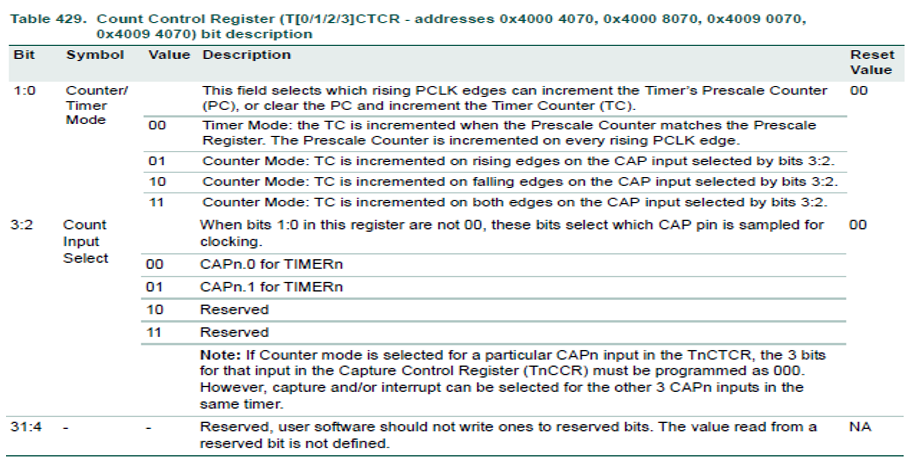 Table 429. Count Control Register (T[0/1/2/3]CTCR - addresses 0x4000 4070, 0x4000 8070, 0x4009 0070,
0x4009 4070) bit description
Bit Symbol Value Description Reset
Value
1:0 Counter/ This field selects which rising PCLK edges can increment the Timer's Prescale Counter 00
Timer (PC), or clear the PC and increment the Timer Counter (TC).
Mode
00 Timer Mode: the TC is incremented when the Prescale Counter matches the Prescale
Register. The Prescale Counter is incremented on every rising PCLK edge.
01 Counter Mode: TC is incremented on rising edges on the CAP input selected by bits 3:2.
10 Counter Mode: TC is incremented on falling edges on the CAP input selected by bits 3:2.
11 Counter Mode: TC is incremented on both edges on the CAP input selected by bits 3:2.
3:2 Count When bits 1:0 in this register are not 00, these bits select which CAP pin is sampled for 00
Input clocking.
Select
00 CAPn.0 for TIMERn
01 CAPn.1 for TIMERn
10 Reserved
11 Reserved
Note: If Counter mode is selected for a particular CAPn input in the TnCTCR, the 3 bits
for that input in the Capture Control Register (TnCCR) must be programmed as 000.
However, capture and/or interrupt can be selected for the other 3 CAPn inputs in the
same timer.
31:4 - - Reserved, user software should not write ones to reserved bits. The value read from a NA
reserved bit is not defined.